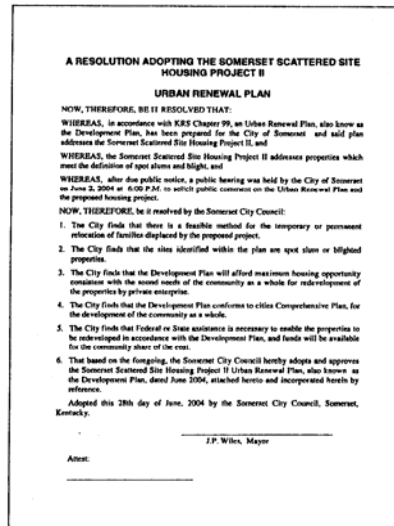 A RESOLUTION ADOPTING THE SOMERSET SCATTERED SITE
HOUSING PROJECT II
URBAN RENEWAL PLAN
NOW, THEREFORE, BE IT RESOLVED THAT:
WHEREAS, in accordance with KRS Chapter 99, an Urban Renewal Plan, also know as
the Development Plan, has been prepared for the City of Somerset and said plan
addresses the Somerset Scattered Site Housing Project II, and
WHEREAS, the Somerset Scattered Site Housing Project II addresses properties which
meet the definition of spot slums and blight, and
WHEREAS, after due public notice, a public hearing was held by the City of Somerset
on June 2, 2004 at 6:00 P.M. to solicit public comment on the Urban Renewal Plan and
the proposed housing project.
NOW, THEREFORE, be it resolved by the Somerset City Council:
1. The City finds that there is a feasible method for the temporary or permanent
relocation of families displaced by the proposed project.
2. The City finds that the sites identified within the plan are spot slum or blighted
properties.
3. The City finds that the Development Plan will afford maximum housing opportunity
consistent with the sound needs of the community as a whole for redevelopment of
the properties by private enterprise.
4. The City finds that the Development Plan conforms to cities Comprehensive Plan, for
the development of the community as a whole.
5. The City finds that Federal or State assistance is necessary to enable the properties to
be redeveloped in accordance with the Development Plan, and funds will be available
for the community share of the cost.
6. That based on the foregoing, the Somerset City Council hereby adopts and approves
the Somerset Scattered Site Housing Project II Urban Renewal Plan, also known as
the Development Plan, dated June 2004, attached hereto and incorporated herein by
reference.
Adopted this 28th day of June, 2004 by the Somerset City Council, Somerset,
Kentucky.
J.P. Wiles, Mayor
Attest: